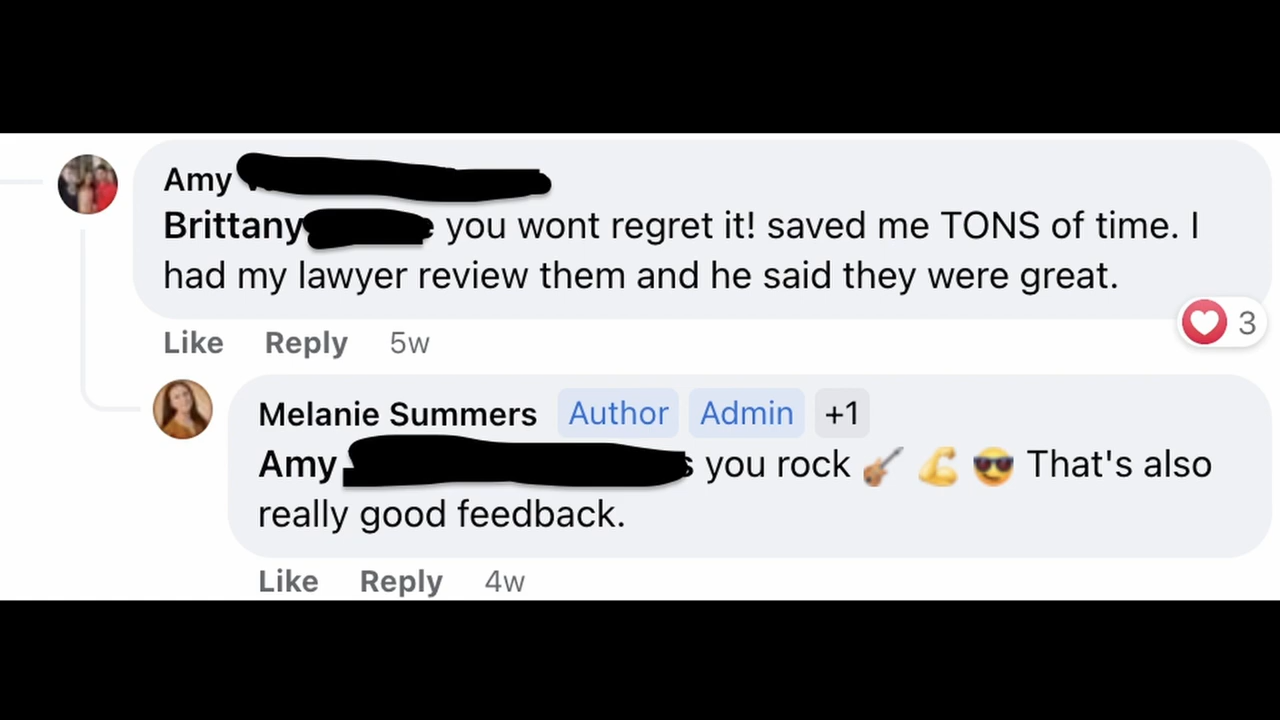 Amy
Brittany you wont regret it! saved me TONS of time. I
had my lawyer review them and he said they were great.
3
Like Reply 5w
Melanie Summers Author Admin +1
Amy you rock 🎻 💪 😎 That's also
really good feedback.
Like Reply 4w